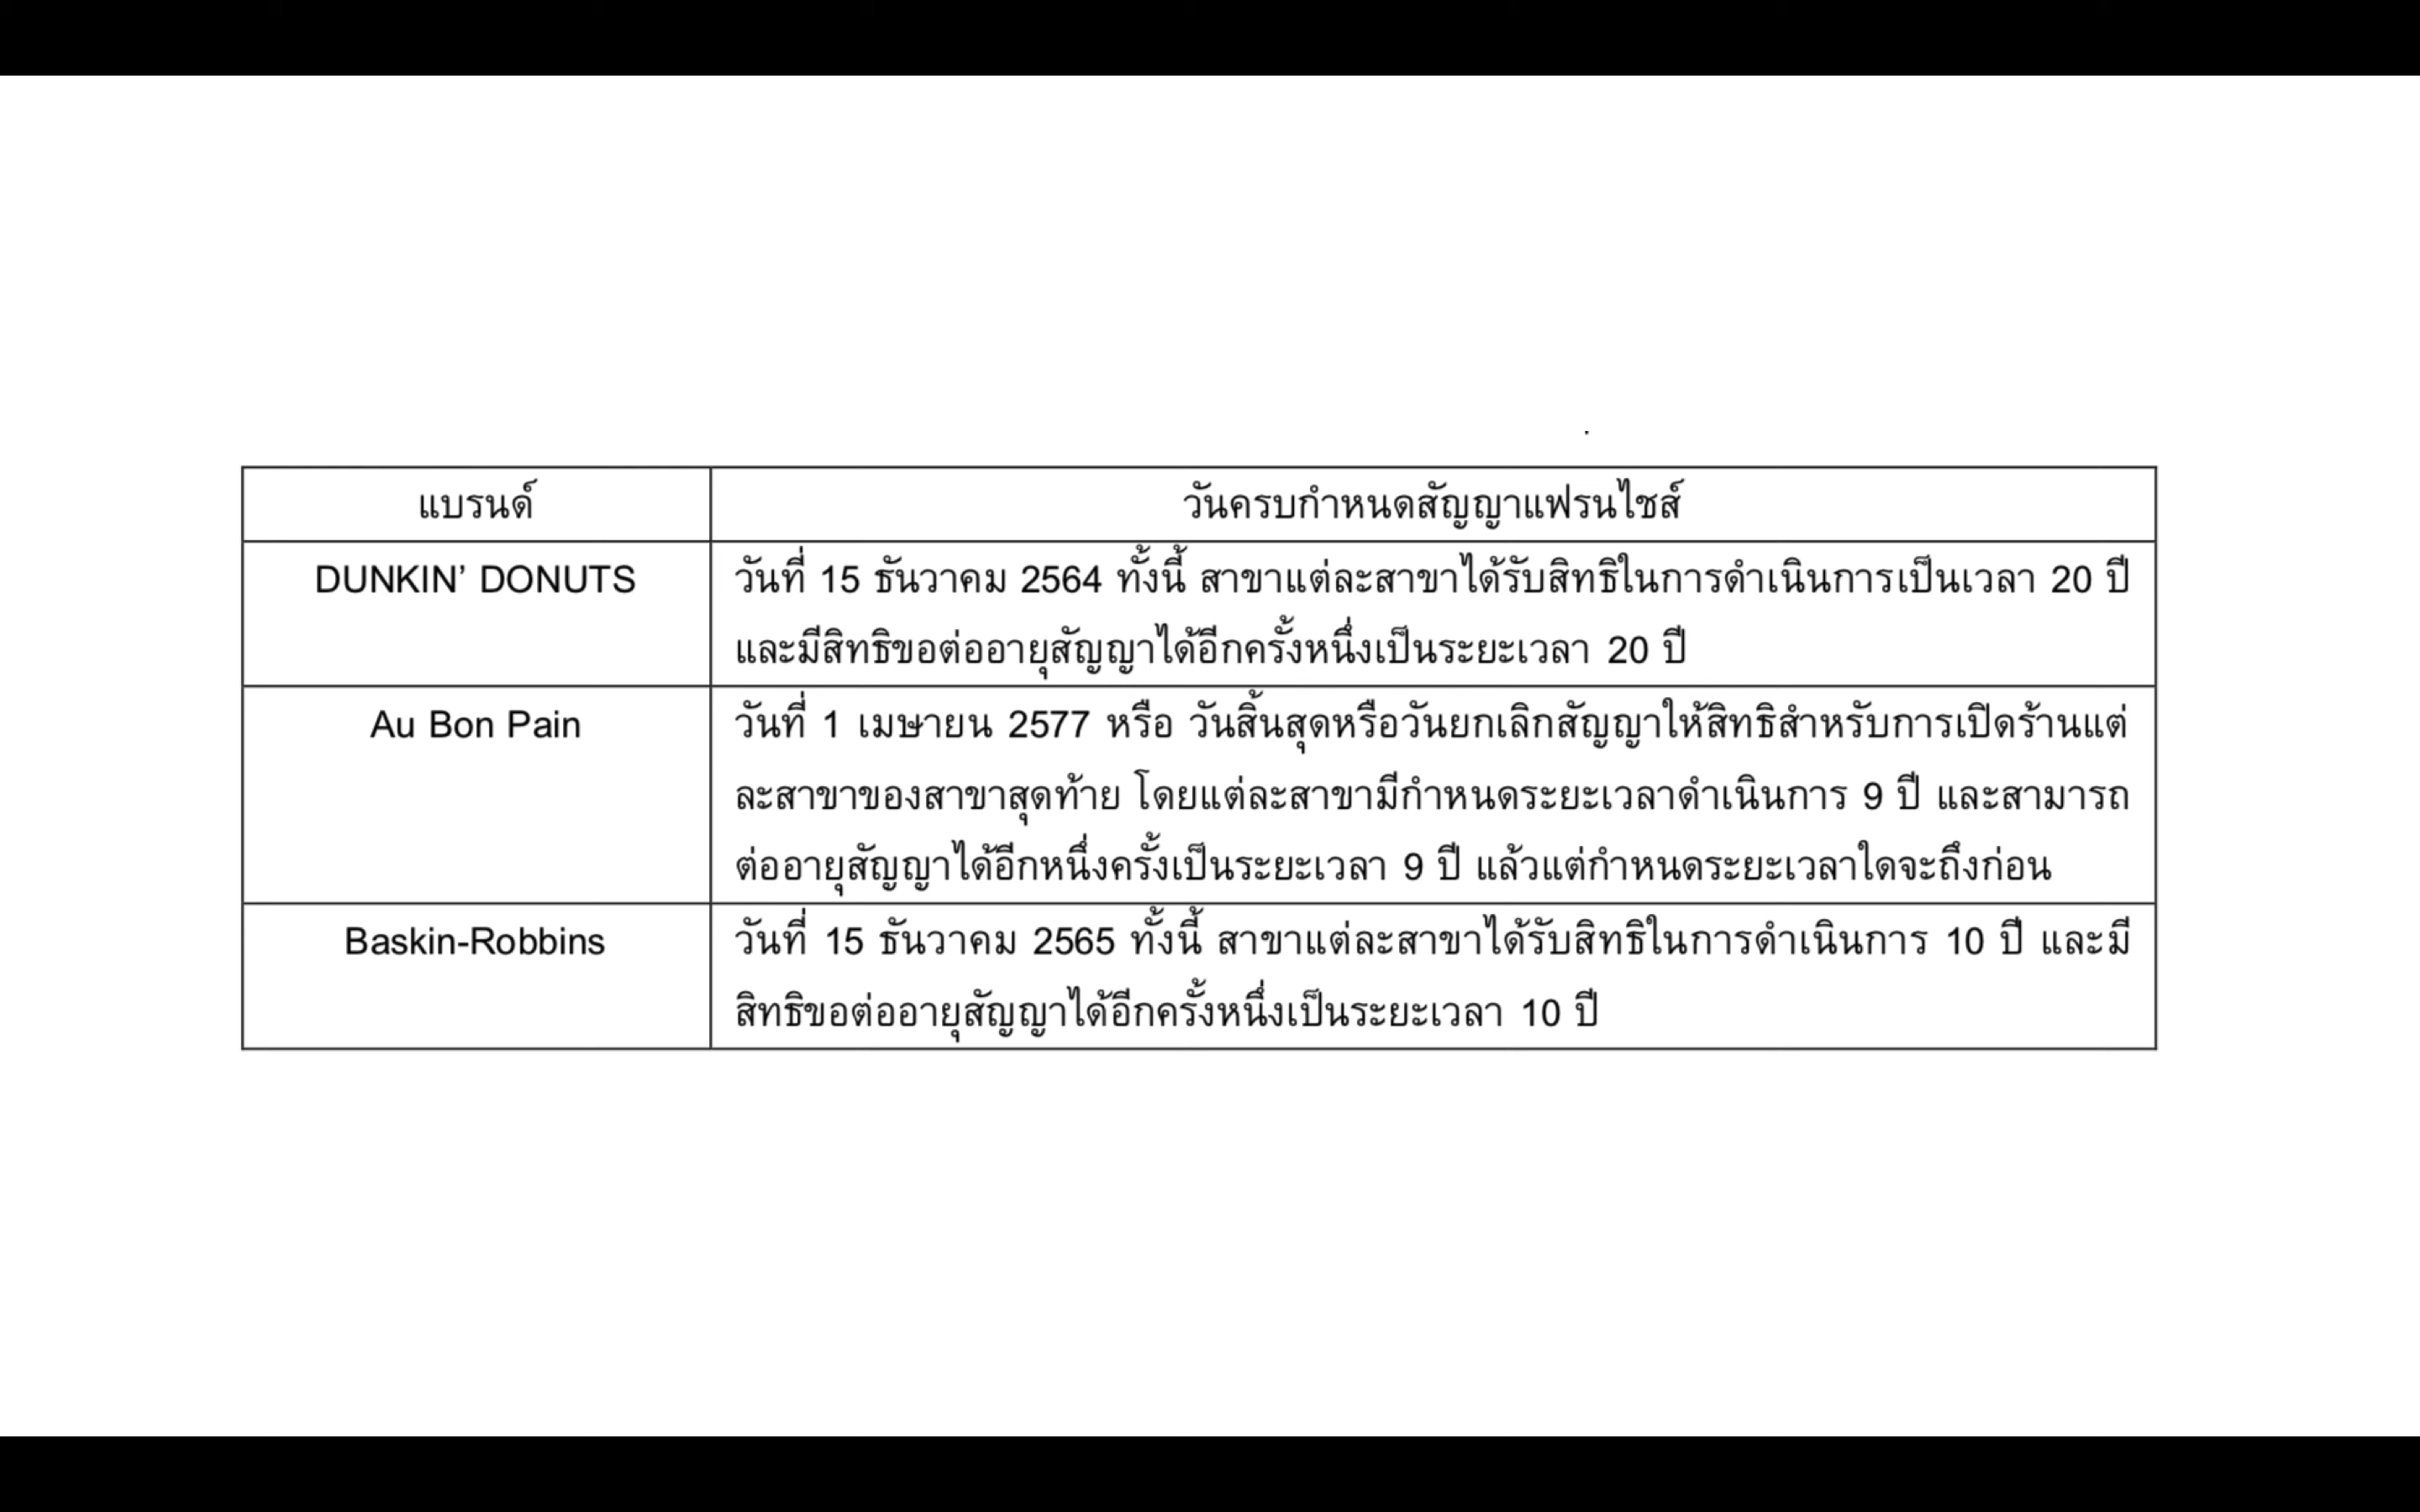 แบรนด์ วันครบกำหนดสัญญาแฟรนไชส์
DUNKIN’ DONUTS วันที่ 15 ธันวาคม 2564 ทั้งนี้ สาขาแต่ละสาขาได้รับสิทธิในการดำเนินการเป็นเวลา 20 ปี
และมีสิทธิขอต่ออายุสัญญาได้อีกครั้งหนึ่งเป็นระยะเวลา 20 ปี
Au Bon Pain วันที่ 1 เมษายน 2577 หรือ วันสิ้นสุดหรือวันยกเลิกสัญญาให้สิทธิสำหรับการเปิดร้านแต่
ละสาขาของสาขาสุดท้าย โดยแต่ละสาขามีกำหนดระยะเวลาดำเนินการ 9 ปี และสามารถ
ต่ออายุสัญญาได้อีกหนึ่งครั้งเป็นระยะเวลา 9 ปี แล้วแต่กำหนดระยะเวลาใดจะถึงก่อน
Baskin-Robbins วันที่ 15 ธันวาคม 2565 ทั้งนี้ สาขาแต่ละสาขาได้รับสิทธิในการดำเนินการ 10 ปี และมี
สิทธิขอต่ออายุสัญญาได้อีกครั้งหนึ่งเป็นระยะเวลา 10 ปี